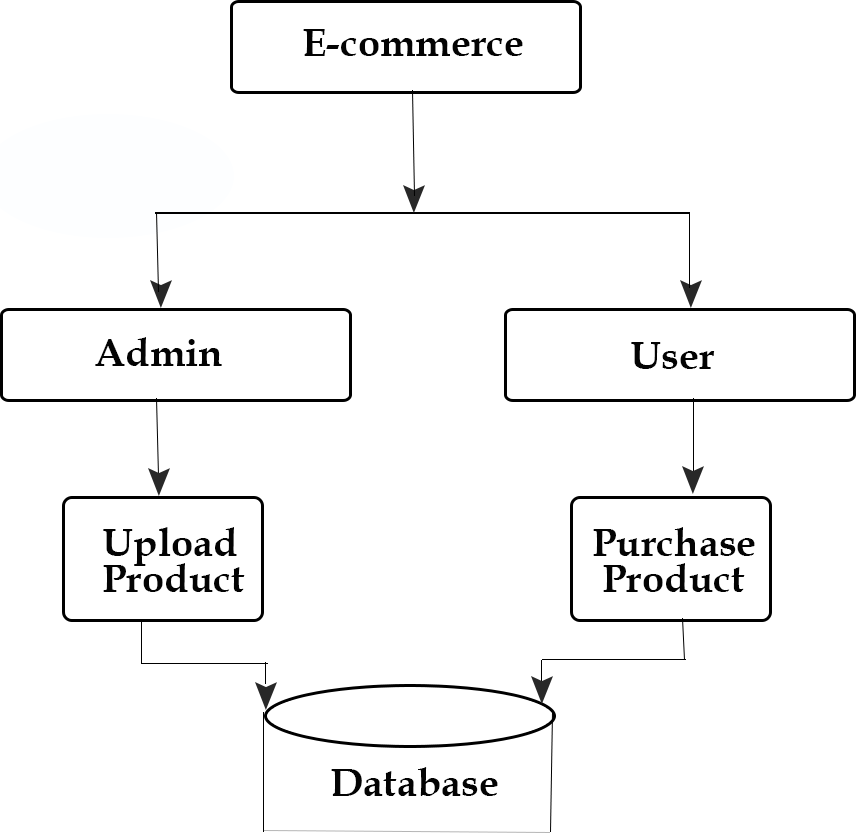 E-commerce
Admin
User
Upload
Product
Purchase
Product
Database